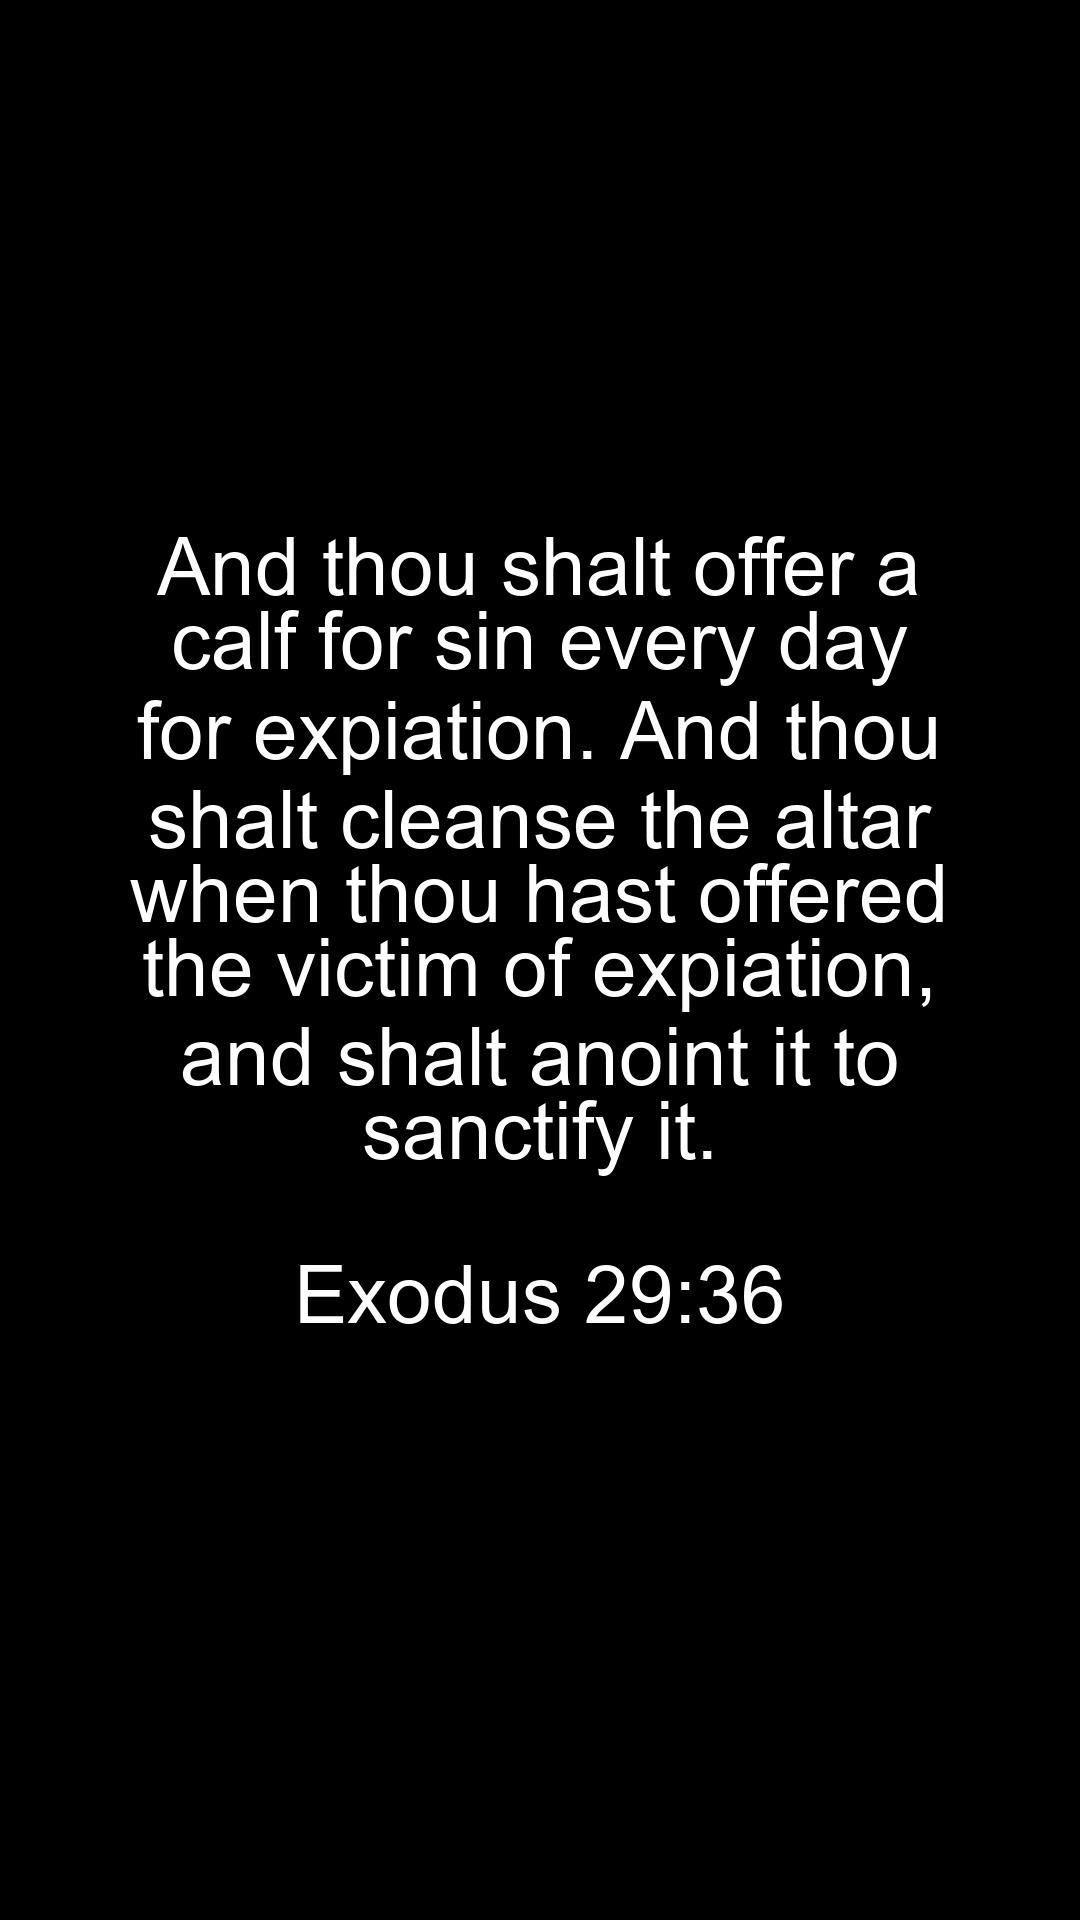 And thou shalt offer a
calf for sin every day
for expiation. And thou
shalt cleanse the altar
when thou hast offered
the victim of expiation,
and shalt anoint it to
sanctify it.
Exodus 29:36